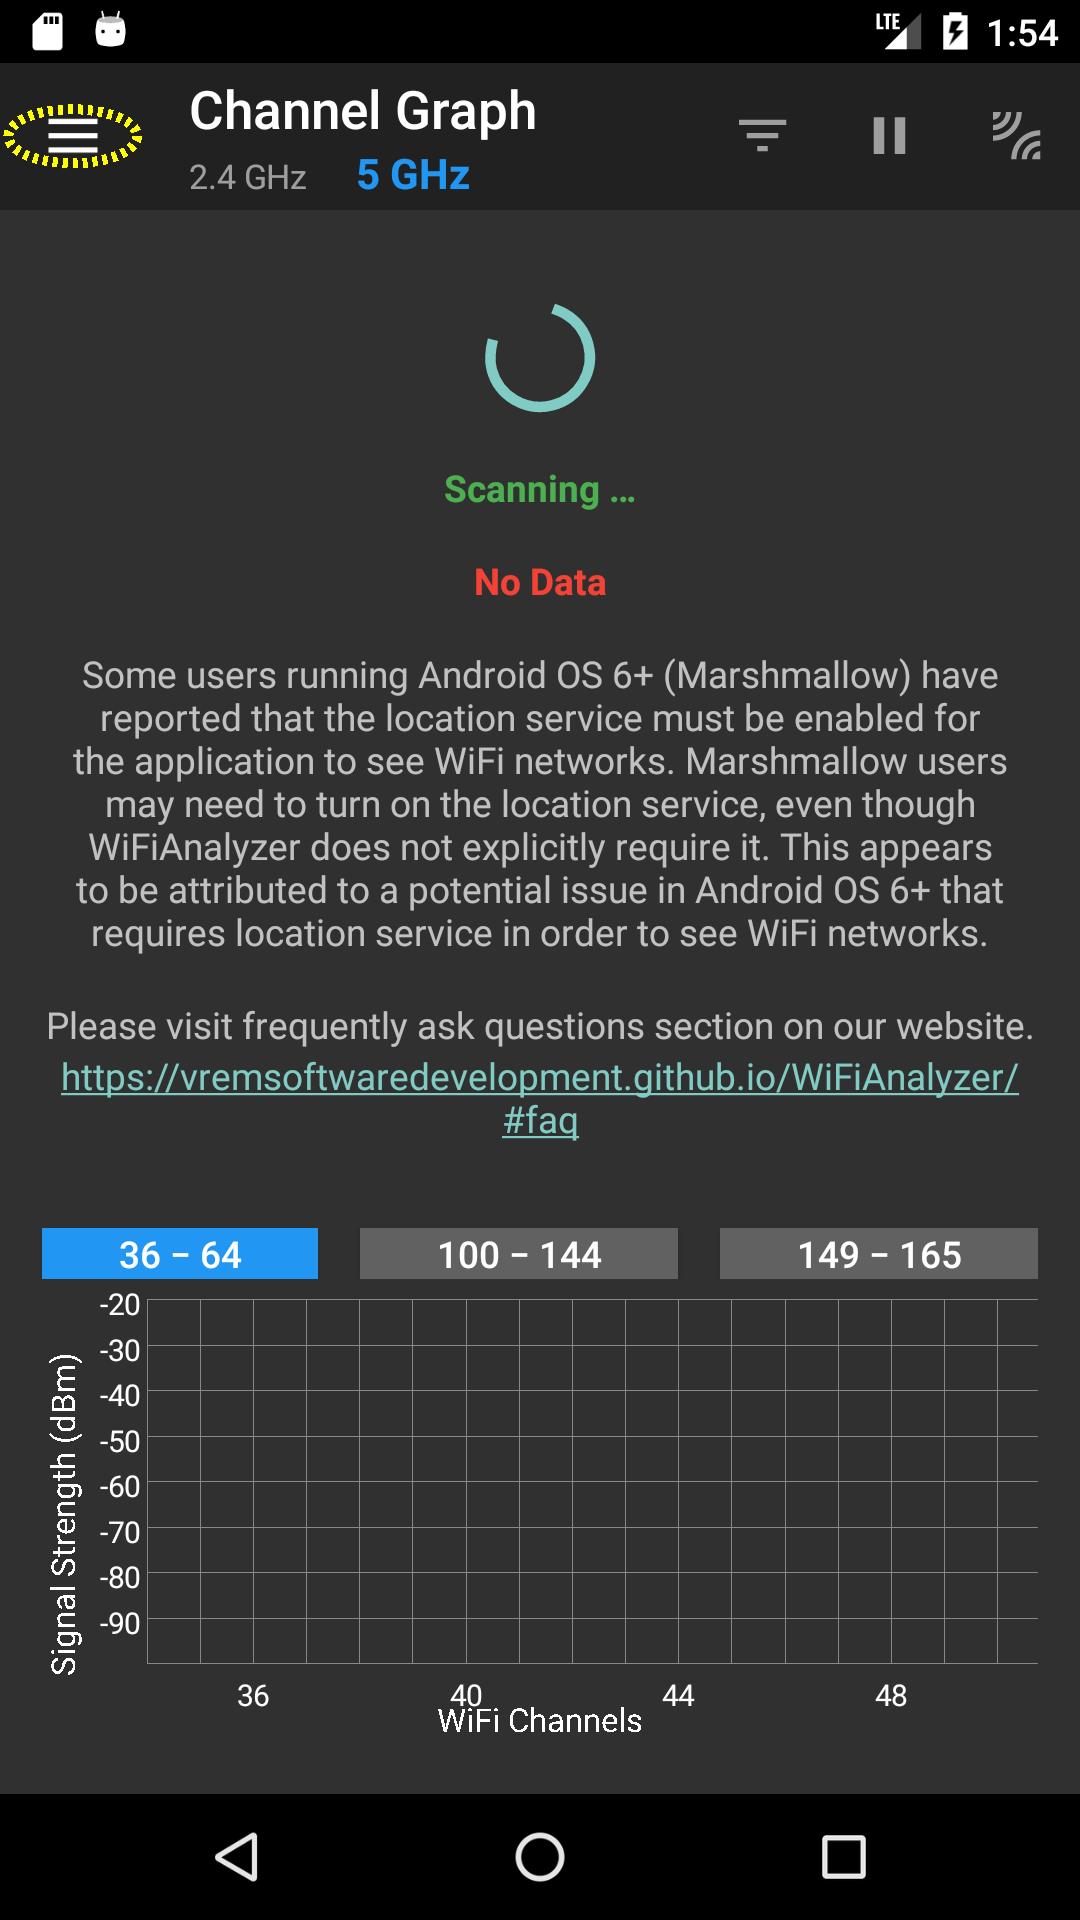 LTE 1:54
Channel Graph
2.4 GHz 5 GHz
Scanning ...
No Data
Some users running Android OS 6+ (Marshmallow) have
reported that the location service must be enabled for
the application to see WiFi networks. Marshmallow users
may need to turn on the location service, even though
WiFiAnalyzer does not explicitly require it. This appears
to be attributed to a potential issue in Android OS 6+ that
requires location service in order to see WiFi networks.
Please visit frequently ask questions section on our website.
https://vremsoftwaredevelopment.github.io/WiFiAnalyzer/
#faq
36 – 64 100 – 144 149 – 165
Signal Strength (dBm)
-20
-30
-40
-50
-60
-70
-80
-90
36 40 44 48
WiFi Channels